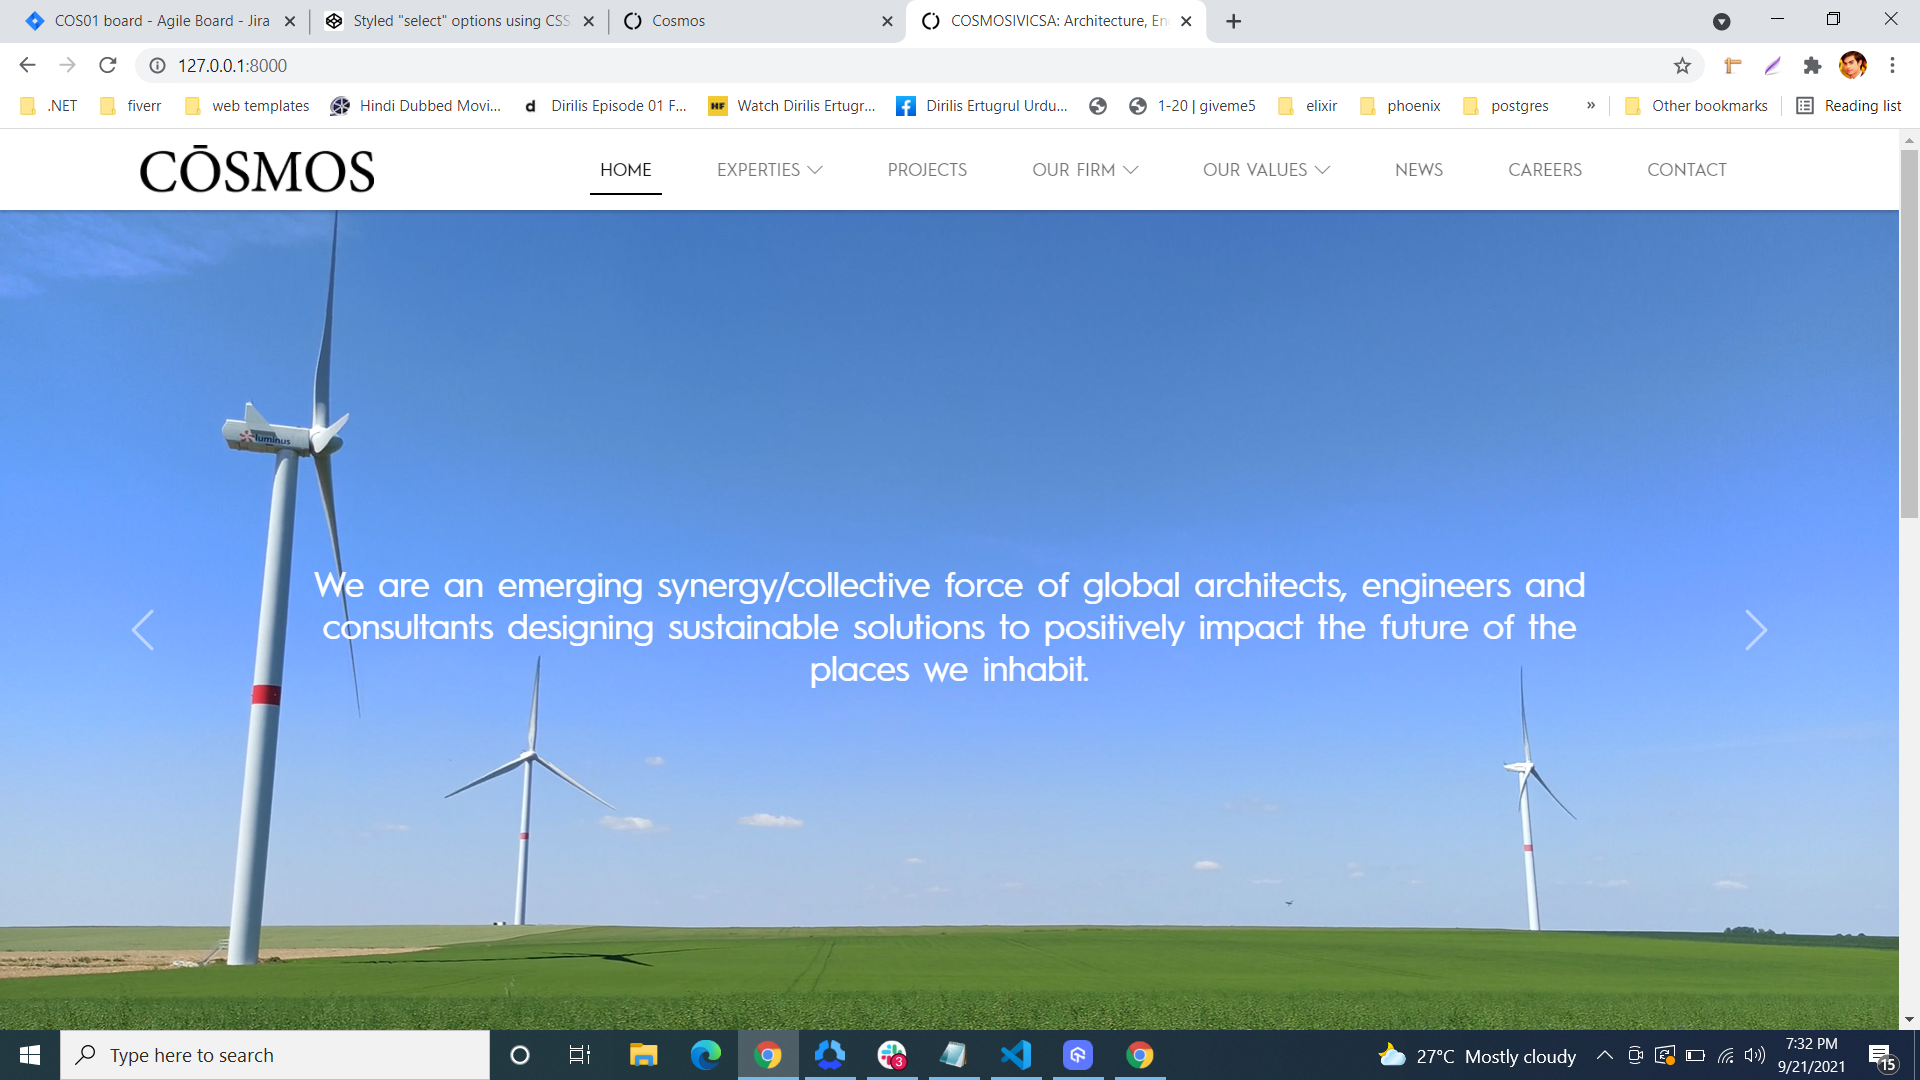 COS01 board - Agile Board - Jira
Styled "select" options using CSS
Cosmos
COSMOSIVICSA: Architecture, En
127.0.0.1:8000
.NET
fiverr
web templates
Hindi Dubbed Movi...
Dirilis Episode 01 F...
Watch Dirilis Ertugr...
Dirilis Ertugrul Urdu...
1-20 | giveme5
elixir
phoenix
postgres
»
Other bookmarks
Reading list
CŌSMOS
HOME
EXPERTIES
PROJECTS
OUR FIRM
OUR VALUES
NEWS
CAREERS
CONTACT
luminus
We are an emerging synergy/collective force of global architects, engineers and
consultants designing sustainable solutions to positively impact the future of the
places we inhabit.
Type here to search
3
27°C Mostly cloudy
7:32 PM
9/21/2021
15